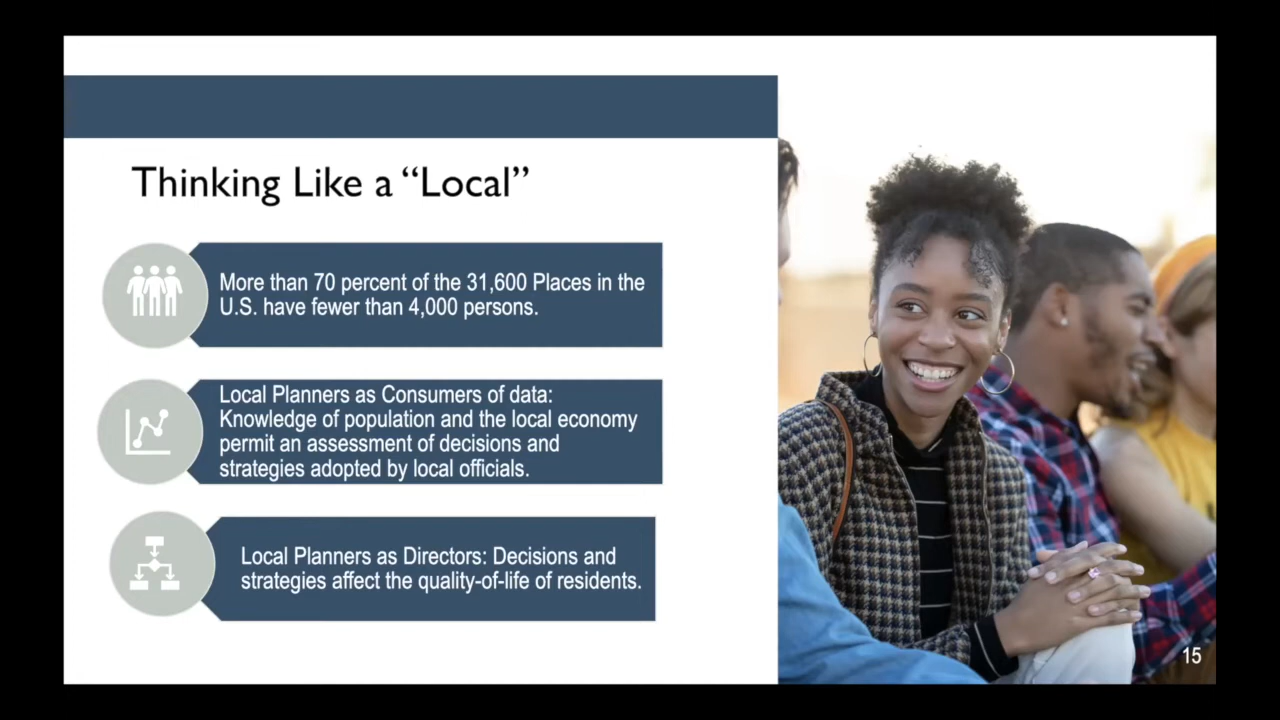 Thinking Like a “Local”
More than 70 percent of the 31,600 Places in the
U.S. have fewer than 4,000 persons.
Local Planners as Consumers of data:
Knowledge of population and the local economy
permit an assessment of decisions and
strategies adopted by local officials.
Local Planners as Directors: Decisions and
strategies affect the quality-of-life of residents.
15